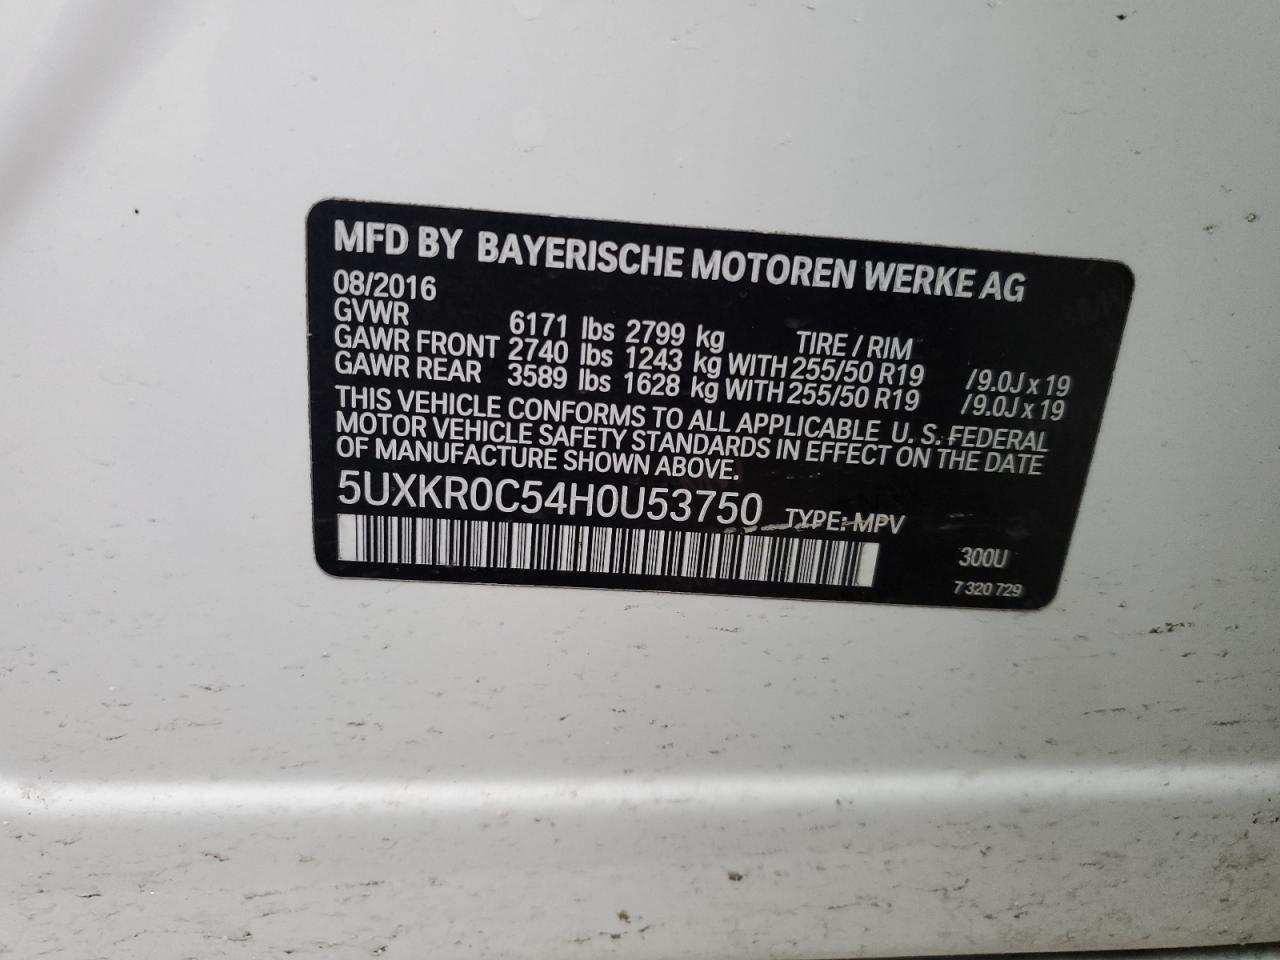 MFD BY BAYERISCHE MOTOREN WERKE AG
08/2016
GVWR 6171 lbs 2799 kg TIRE / RIM
GAWR FRONT 2740 lbs 1243 kg WITH 255/50 R19 /9.0J x 19
GAWR REAR 3589 lbs 1628 kg WITH 255/50 R19 /9.0J x 19
THIS VEHICLE CONFORMS TO ALL APPLICABLE U. S. FEDERAL
MOTOR VEHICLE SAFETY STANDARDS IN EFFECT ON THE DATE
OF MANUFACTURE SHOWN ABOVE.
5UXKR0C54H0U53750 TYPE: MPV
300U
7 320 729